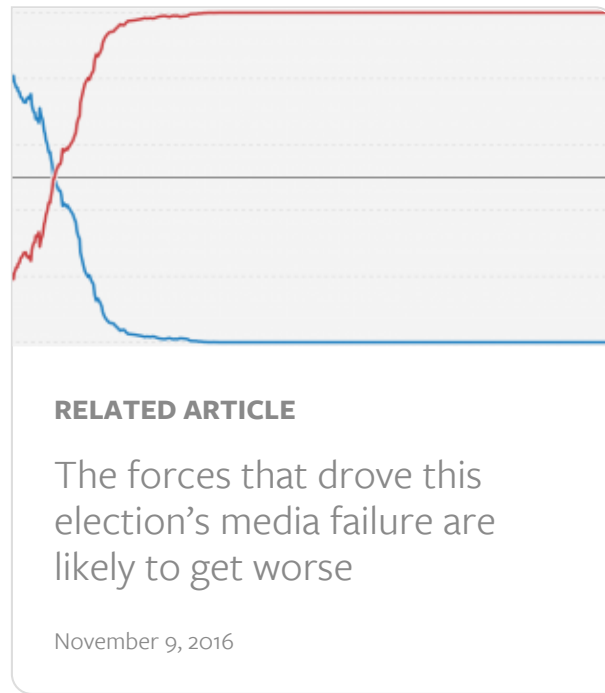 RELATED ARTICLE
The forces that drove this
election’s media failure are
likely to get worse
November 9, 2016